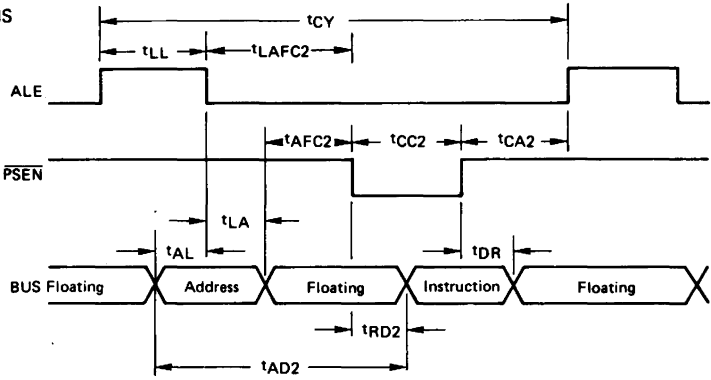 IS
tCY
tLL
tLAFC2
ALE
tAFC2
tCC2
tCA2
PSEN
tLA
tAL
tDR
BUS Floating
Address
Floating
Instruction
Floating
tRD2
tAD2